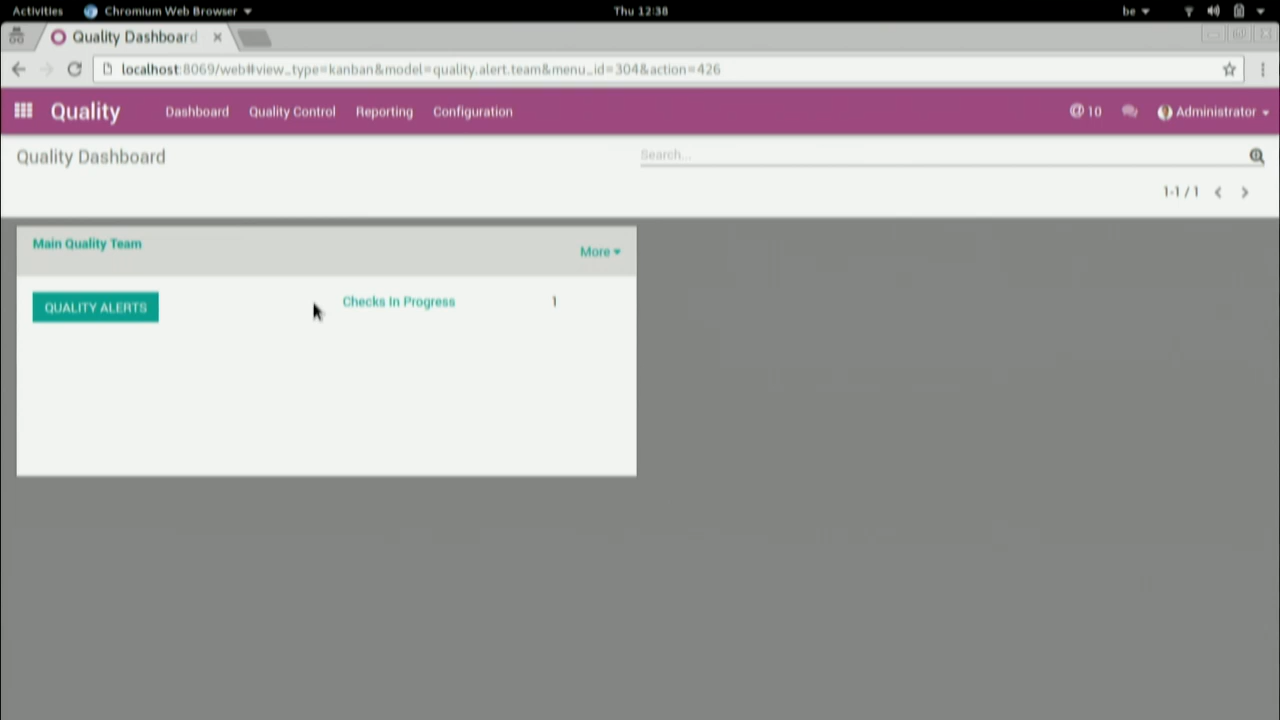 Activities Chromium Web Browser Thu 12:38 be
Quality Dashboard ×
localhost:8069/web#view_type=kanban&model=quality.alert.team&menu_id=304&action=426
Quality Dashboard Quality Control Reporting Configuration @ 10 Administrator
Quality Dashboard Search...
1-1 / 1
Main Quality Team More
QUALITY ALERTS Checks In Progress 1